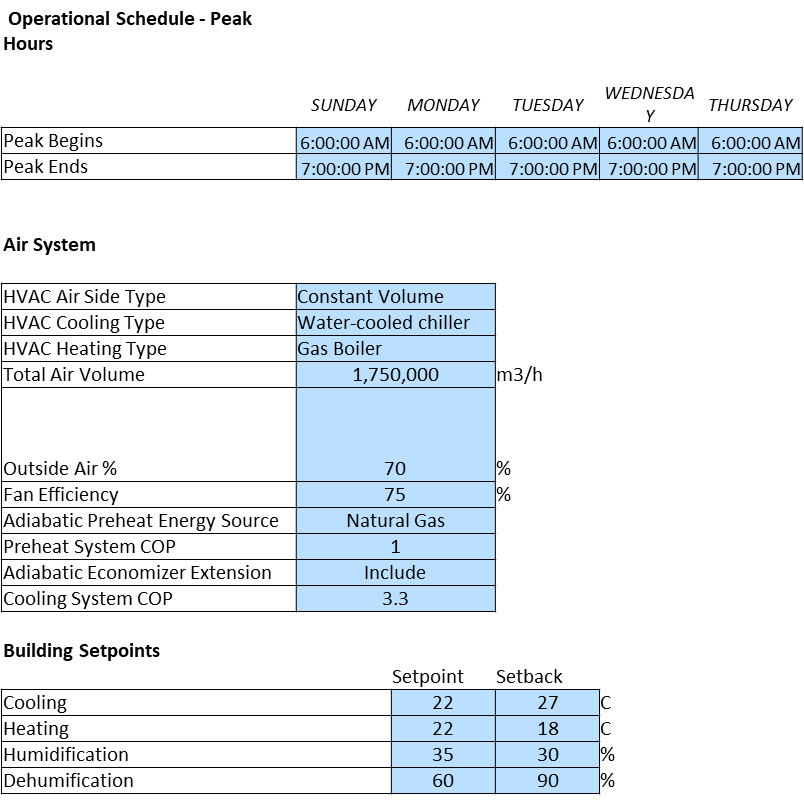 Operational Schedule - Peak
Hours
SUNDAY MONDAY TUESDAY WEDNESDA
Y THURSDAY
Peak Begins 6:00:00 AM 6:00:00 AM 6:00:00 AM 6:00:00 AM 6:00:00 AM
Peak Ends 7:00:00 PM 7:00:00 PM 7:00:00 PM 7:00:00 PM 7:00:00 PM
Air System
HVAC Air Side Type Constant Volume
HVAC Cooling Type Water-cooled chiller
HVAC Heating Type Gas Boiler
Total Air Volume 1,750,000 m3/h
Outside Air % 70 %
Fan Efficiency 75 %
Adiabatic Preheat Energy Source Natural Gas
Preheat System COP 1
Adiabatic Economizer Extension Include
Cooling System COP 3.3
Building Setpoints
Setpoint Setback
Cooling 22 27 C
Heating 22 18 C
Humidification 35 30 %
Dehumification 60 90 %